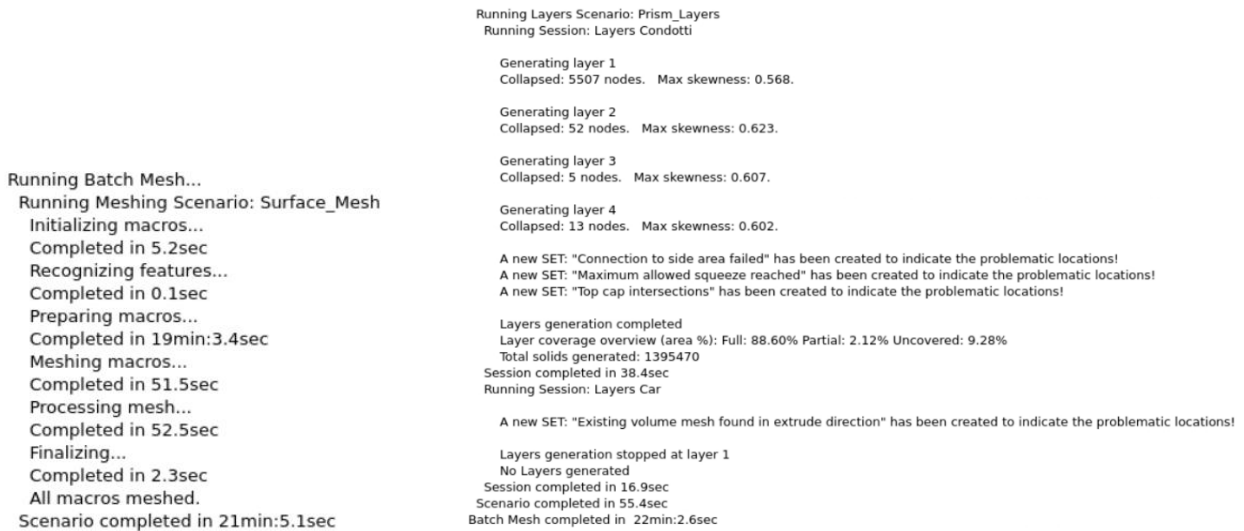 Running Batch Mesh...
Running Meshing Scenario: Surface_Mesh
Initializing macros...
Completed in 5.2sec
Recognizing features...
Completed in 0.1sec
Preparing macros...
Completed in 19min:3.4sec
Meshing macros...
Completed in 51.5sec
Processing mesh...
Completed in 52.5sec
Finalizing...
Completed in 2.3sec
All macros meshed.
Scenario completed in 21min:5.1sec
Running Layers Scenario: Prism_Layers
Running Session: Layers Condotti
Generating layer 1
Collapsed: 5507 nodes. Max skewness: 0.568.
Generating layer 2
Collapsed: 52 nodes. Max skewness: 0.623.
Generating layer 3
Collapsed: 5 nodes. Max skewness: 0.607.
Generating layer 4
Collapsed: 13 nodes. Max skewness: 0.602.
A new SET: "Connection to side area failed" has been created to indicate the problematic locations!
A new SET: "Maximum allowed squeeze reached" has been created to indicate the problematic locations!
A new SET: "Top cap intersections" has been created to indicate the problematic locations!
Layers generation completed
Layer coverage overview (area %): Full: 88.60% Partial: 2.12% Uncovered: 9.28%
Total solids generated: 1395470
Session completed in 38.4sec
Running Session: Layers Car
A new SET: "Existing volume mesh found in extrude direction" has been created to indicate the problematic locations!
Layers generation stopped at layer 1
No Layers generated
Session completed in 16.9sec
Scenario completed in 55.4sec
Batch Mesh completed in 22min:2.6sec